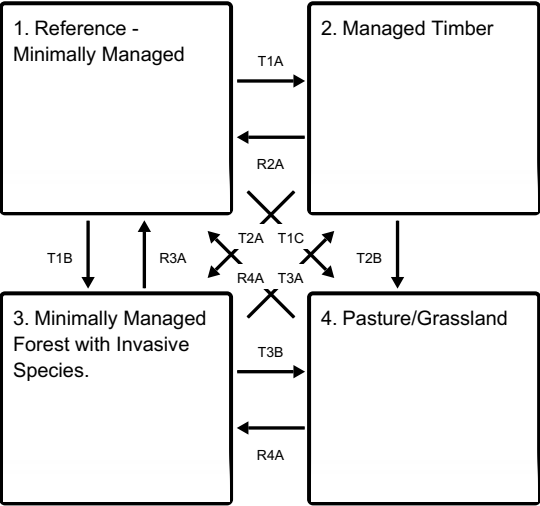 1. Reference -
Minimally Managed
2. Managed Timber
T1A
R2A
T2A
T1C
T1B
R3A
T2B
R4A
T3A
3. Minimally Managed
Forest with Invasive
Species.
4. Pasture/Grassland
T3B
R4A